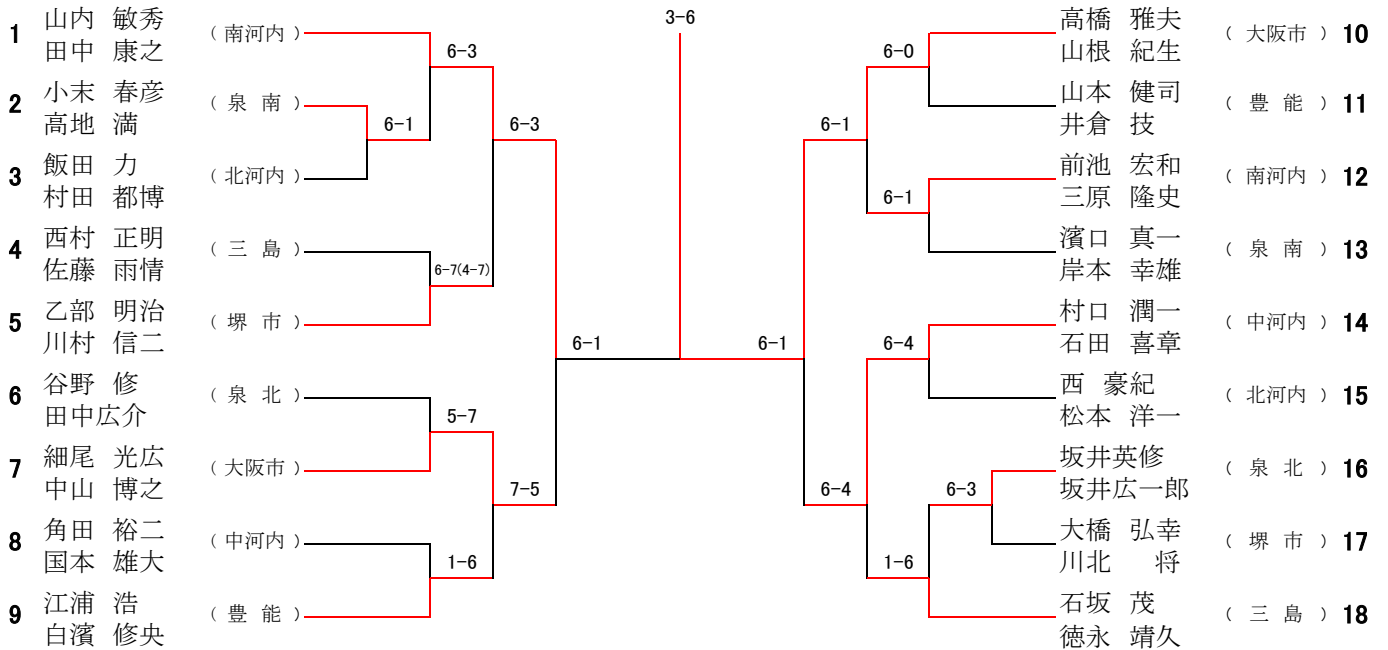 3-6
1
山内 敏秀
田中 康之
( 南河内 )
6-3
2
小末 春彦
高地 満
( 泉 南 )
6-1
6-3
3
飯田 力
村田 都博
( 北河内 )
4
西村 正明
佐藤 雨情
( 三 島 )
6-7(4-7)
5
乙部 明治
川村 信二
( 堺 市 )
6-1
6
谷野 修
田中広介
( 泉 北 )
5-7
7
細尾 光広
中山 博之
( 大阪市 )
7-5
8
角田 裕二
国本 雄大
( 中河内 )
1-6
9
江浦 浩
白濱 修央
( 豊 能 )
高橋 雅夫
山根 紀生
( 大阪市 )
10
6-0
山本 健司
井倉 技
( 豊 能 )
11
6-1
前池 宏和
三原 隆史
( 南河内 )
12
6-1
濱口 真一
岸本 幸雄
( 泉 南 )
13
村口 潤一
石田 喜章
( 中河内 )
14
6-1
6-4
西 豪紀
松本 洋一
( 北河内 )
15
坂井英修
坂井広一郎
( 泉 北 )
16
6-4
6-3
大橋 弘幸
川北 将
( 堺 市 )
17
1-6
石坂 茂
徳永 靖久
( 三 島 )
18